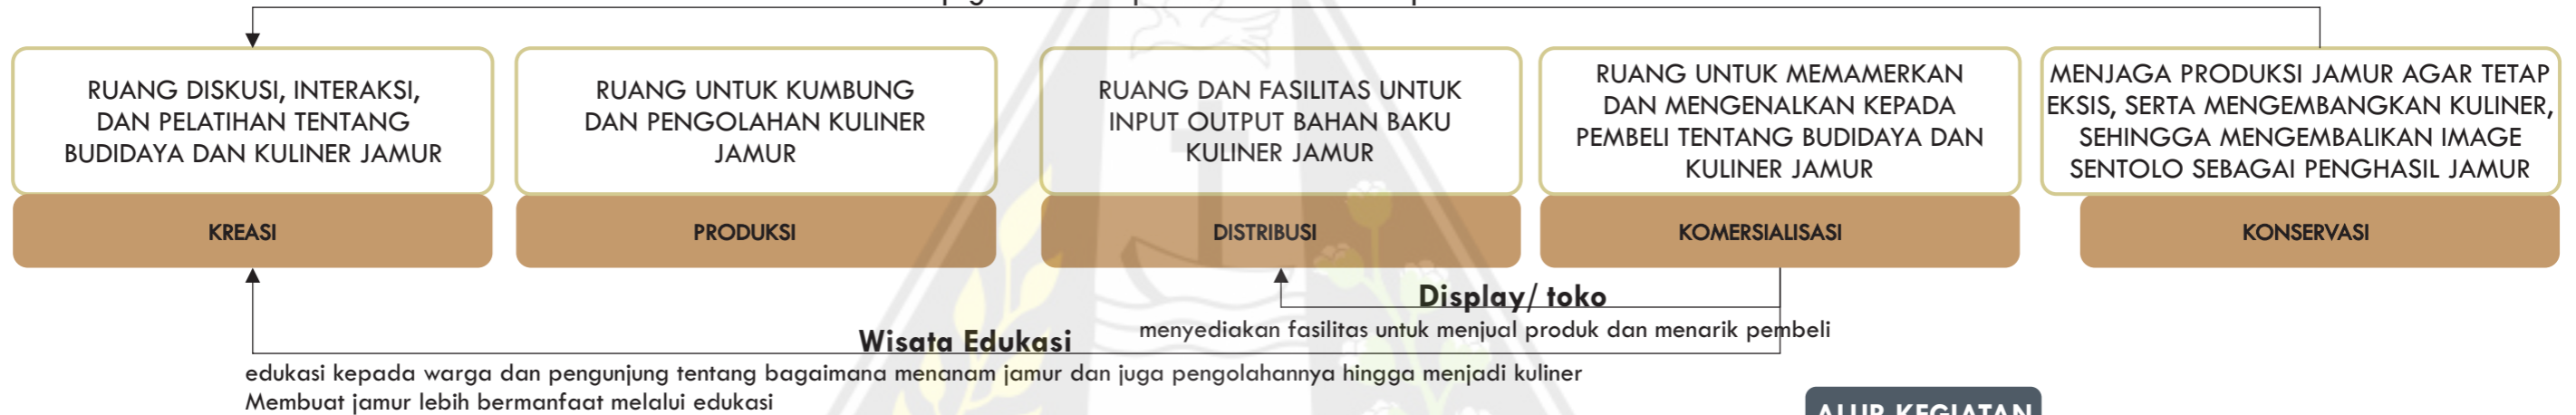 RUANG DISKUSI, INTERAKSI,
DAN PELATIHAN TENTANG
BUDIDAYA DAN KULINER JAMUR
KREASI
RUANG UNTUK KUMBUNG
DAN PENGOLAHAN KULINER
JAMUR
PRODUKSI
RUANG DAN FASILITAS UNTUK
INPUT OUTPUT BAHAN BAKU
KULINER JAMUR
DISTRIBUSI
RUANG UNTUK MEMAMERKAN
DAN MENGENALKAN KEPADA
PEMBELI TENTANG BUDIDAYA DAN
KULINER JAMUR
KOMERSIALISASI
MENJAGA PRODUKSI JAMUR AGAR TETAP
EKSIS, SERTA MENGEMBANGKAN KULINER,
SEHINGGA MENGEMBALIKAN IMAGE
SENTOLO SEBAGAI PENGHASIL JAMUR
KONSERVASI
Display/ toko
menyediakan fasilitas untuk menjual produk dan menarik pembeli
Wisata Edukasi
edukasi kepada warga dan pengunjung tentang bagaimana menanam jamur dan juga pengolahannya hingga menjadi kuliner
Membuat jamur lebih bermanfaat melalui edukasi
ALUR KEGIATAN